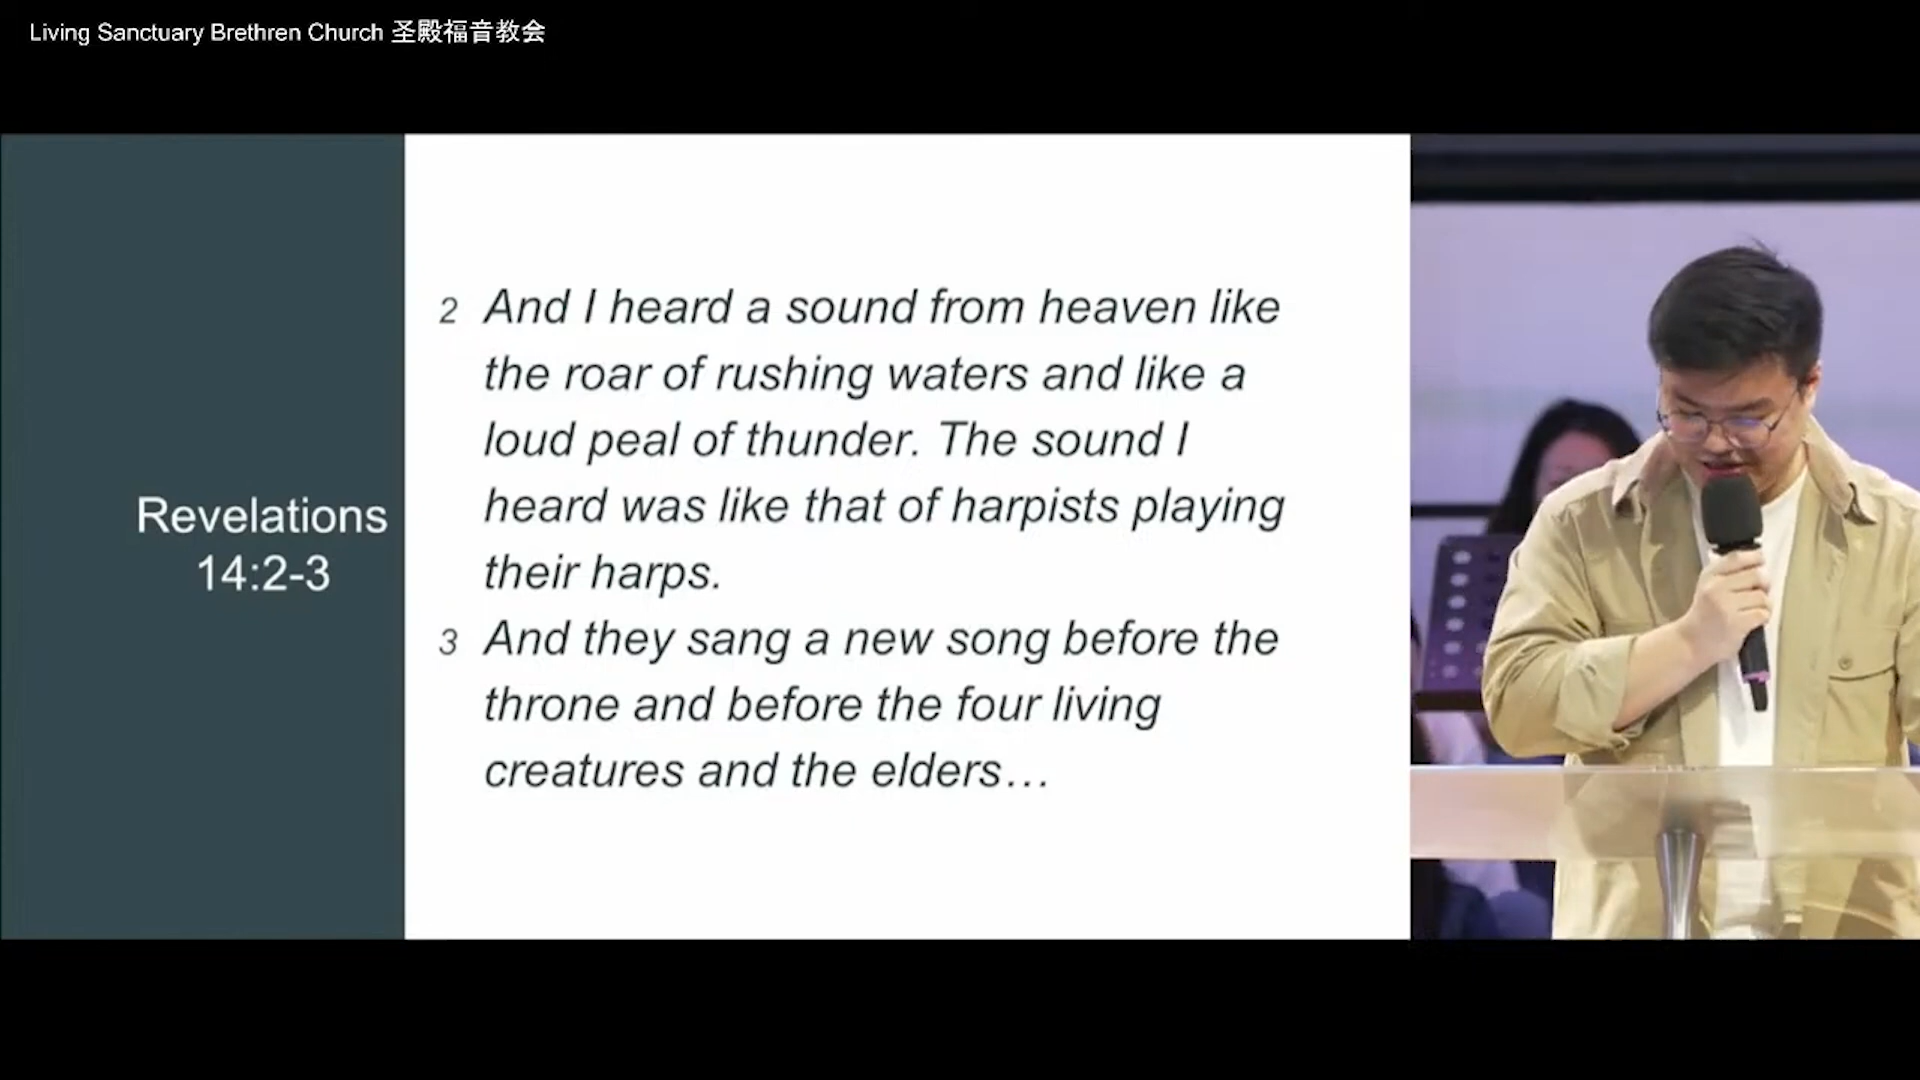 Living Sanctuary Brethren Church 圣殿福音教会
Revelations
14:2-3
2 And I heard a sound from heaven like
the roar of rushing waters and like a
loud peal of thunder. The sound I
heard was like that of harpists playing
their harps.
3 And they sang a new song before the
throne and before the four living
creatures and the elders…